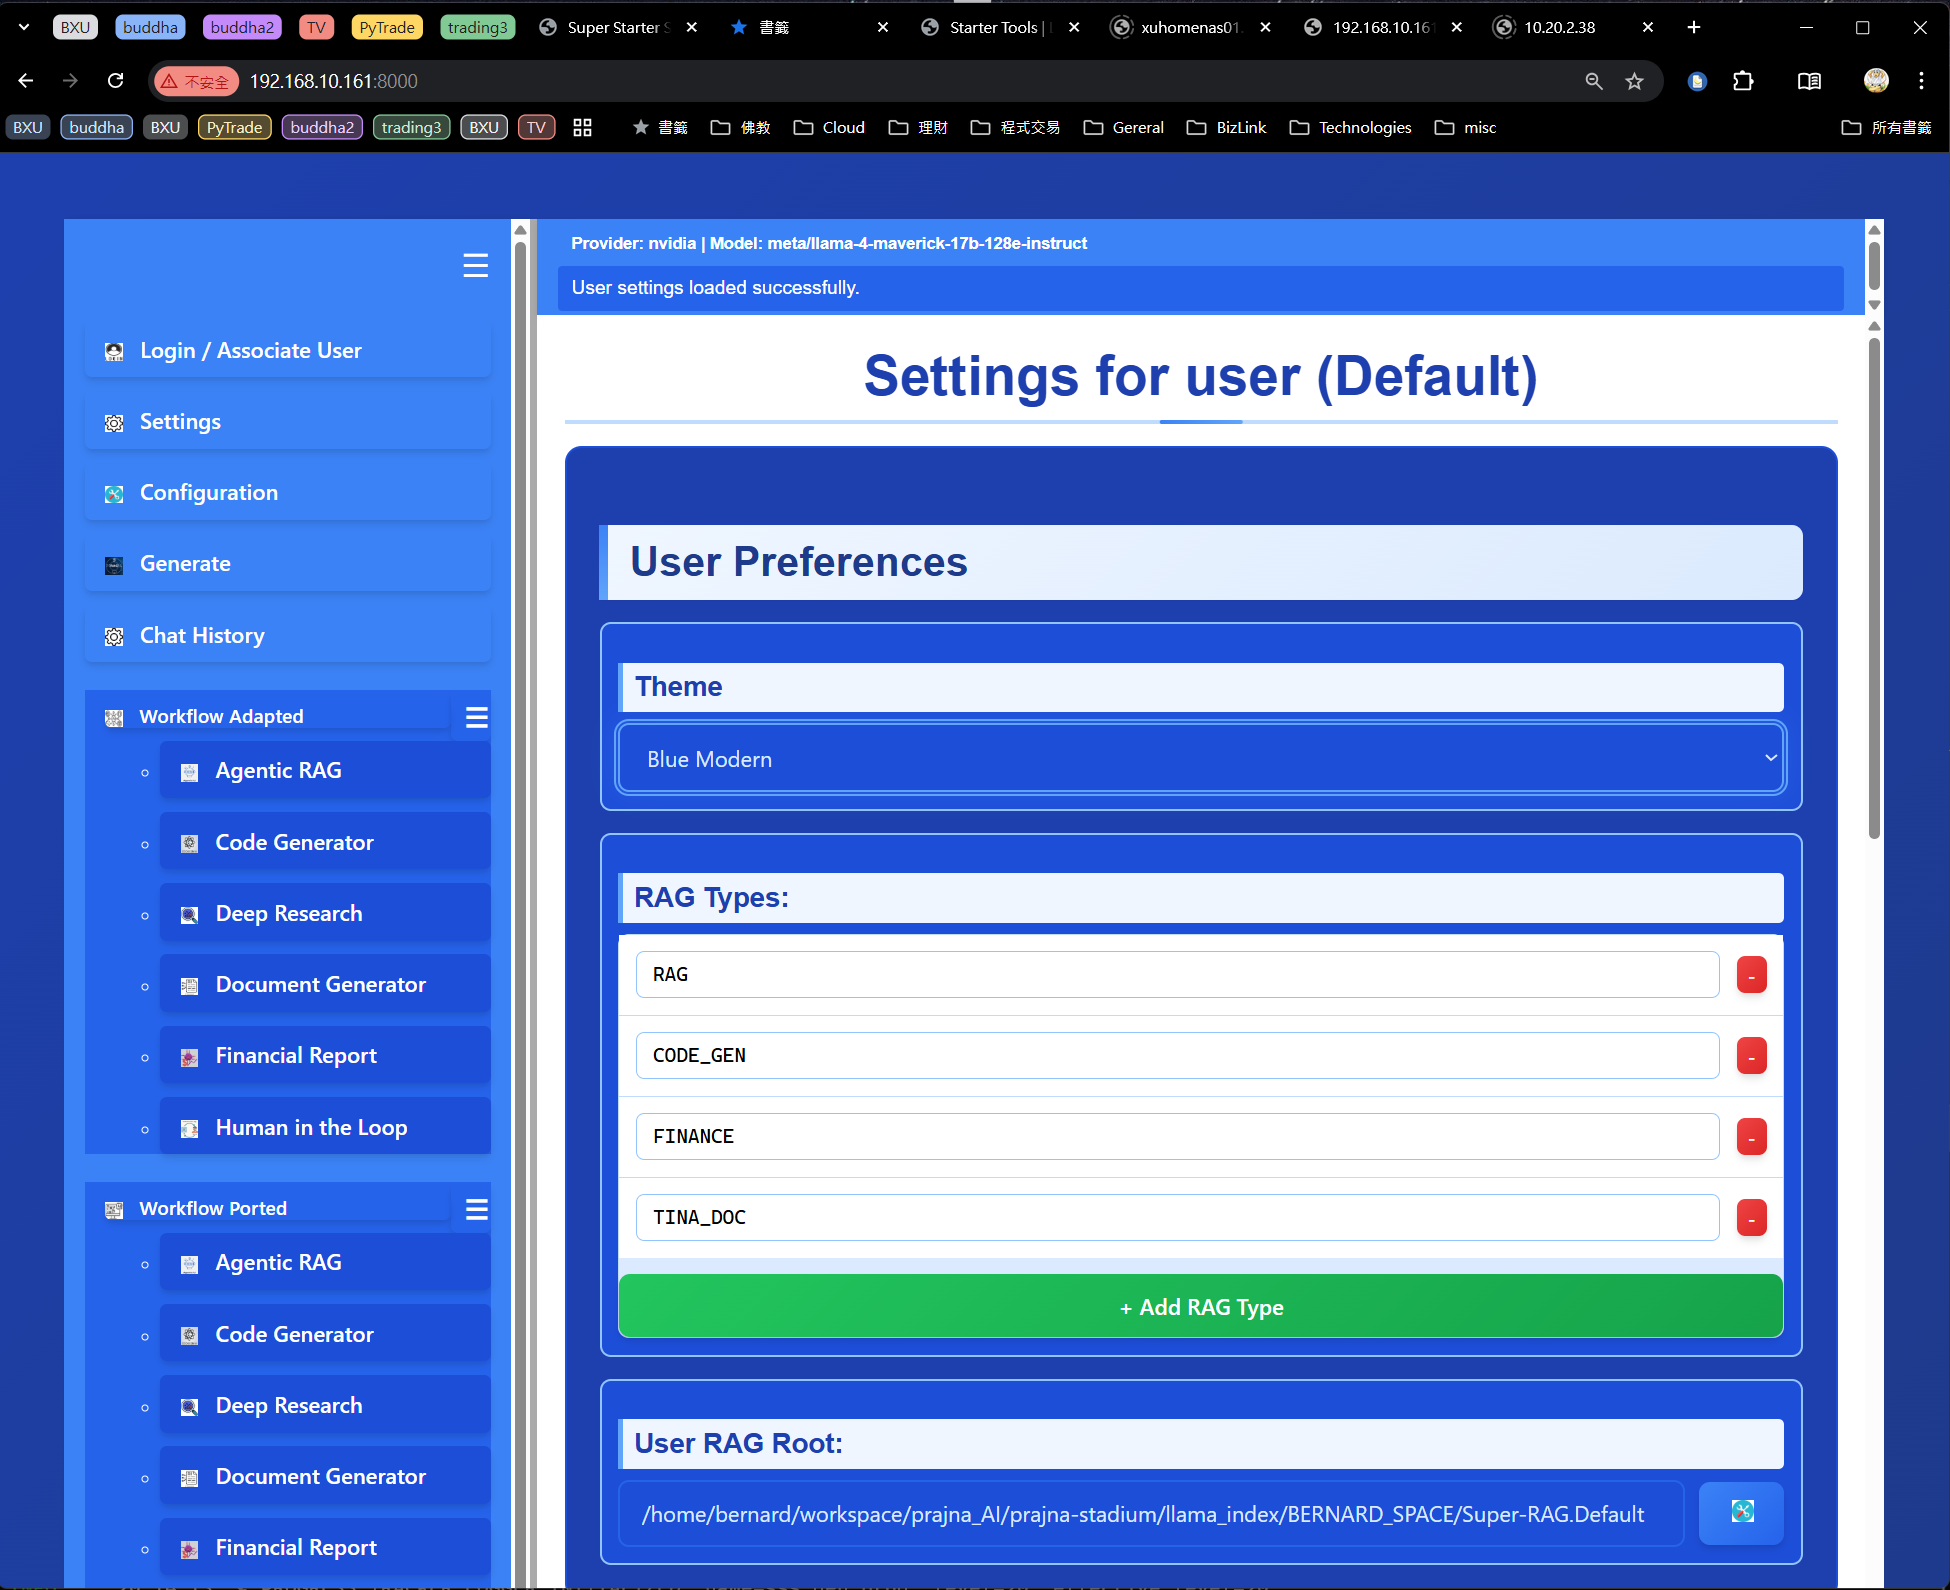 BXU
buddha
buddha2
TV
PyTrade
trading3
Super Starter S
書籤
Starter Tools |
xuhomenas01.
192.168.10.161
10.20.2.38
不安全
192.168.10.161:8000
BXU
buddha
BXU
PyTrade
buddha2
trading3
BXU
TV
書籤
佛教
Cloud
理財
程式交易
Gereral
BizLink
Technologies
misc
所有書籤
Login / Associate User
Settings
Configuration
Generate
Chat History
Workflow Adapted
Agentic RAG
Code Generator
Deep Research
Document Generator
Financial Report
Human in the Loop
Workflow Ported
Agentic RAG
Code Generator
Deep Research
Document Generator
Financial Report
Provider: nvidia | Model: meta/llama-4-maverick-17b-128e-instruct
User settings loaded successfully.
Settings for user (Default)
User Preferences
Theme
Blue Modern
RAG Types:
RAG
-
CODE_GEN
-
FINANCE
-
TINA_DOC
-
+ Add RAG Type
User RAG Root:
/home/bernard/workspace/prajna_AI/prajna-stadium/llama_index/BERNARD_SPACE/Super-RAG.Default